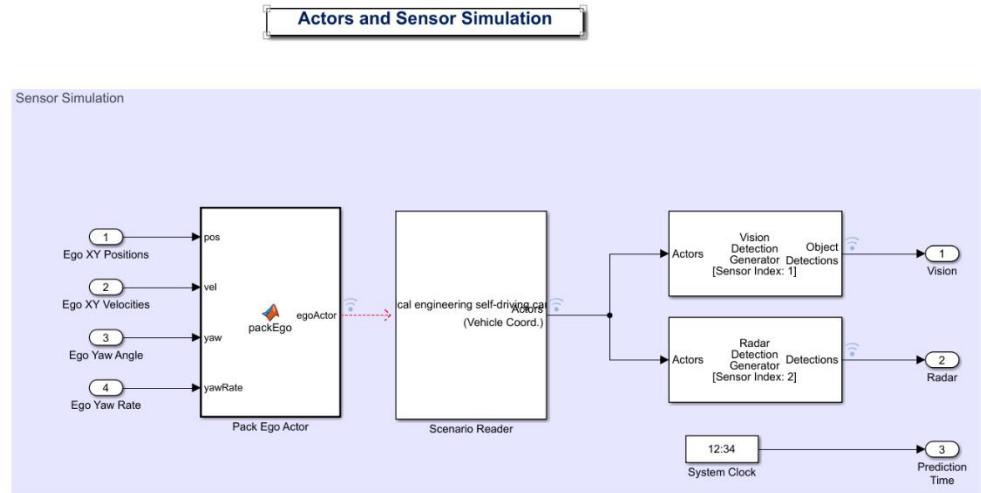 Actors and Sensor Simulation
Sensor Simulation
1
Ego XY Positions
2
Ego XY Velocities
3
Ego Yaw Angle
4
Ego Yaw Rate
pos
vel
yaw
yawRate
packEgo
egoActor
Pack Ego Actor
cal engineering self-driving car
Actors
(Vehicle Coord.)
Scenario Reader
Actors
Vision
Detection
Generator
[Sensor Index: 1]
Object
Detections
1
Vision
Actors
Radar
Detection
Generator
[Sensor Index: 2]
Detections
2
Radar
12:34
System Clock
3
Prediction
Time